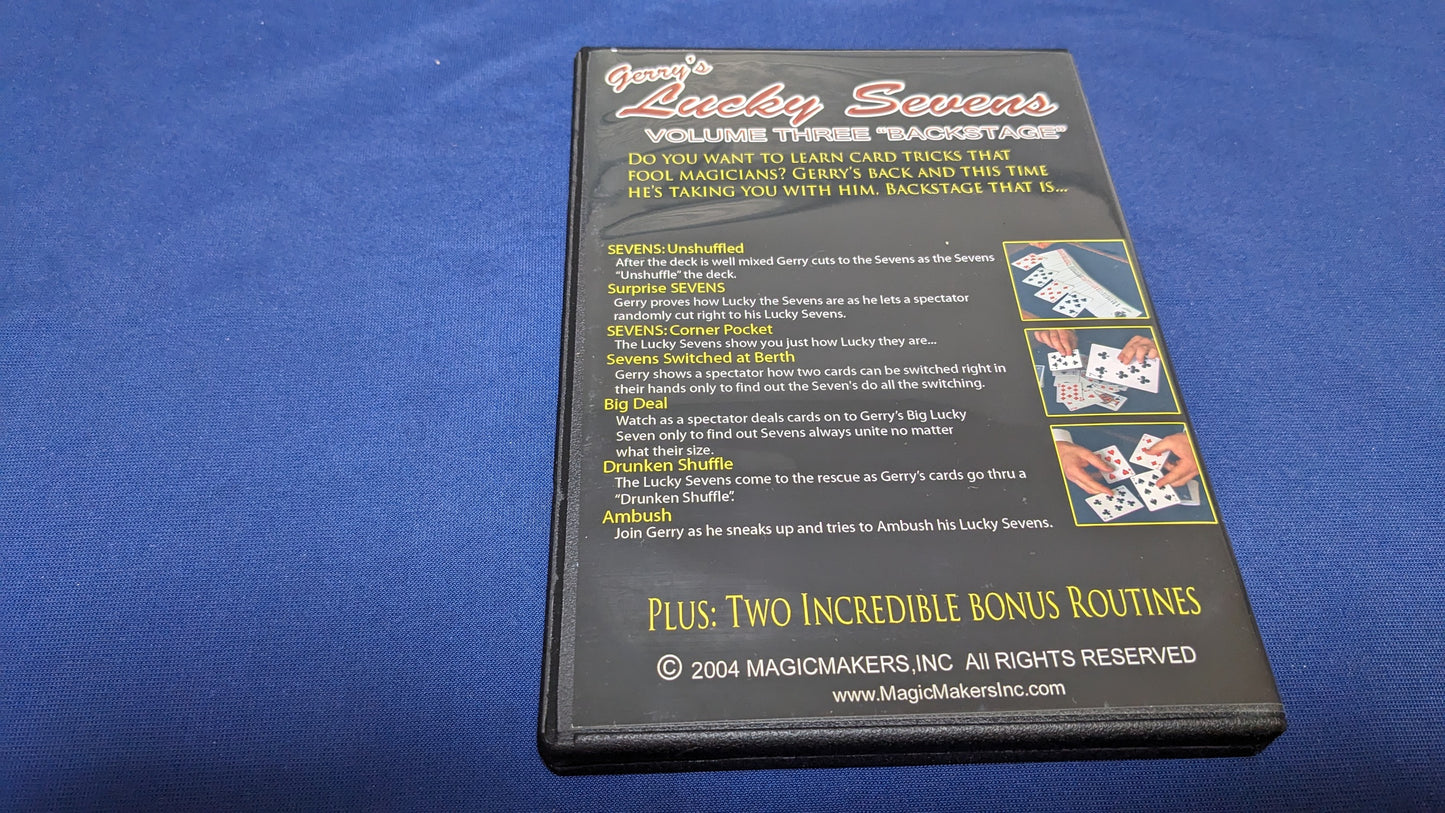 Gerry's
Lucky Sevens
VOLUME THREE "BACKSTAGE"
DO YOU WANT TO LEARN CARD TRICKS THAT
FOOL MAGICIANS? GERRY'S BACK AND THIS TIME
HE'S TAKING YOU WITH HIM. BACKSTAGE THAT IS...
SEVENS: Unshuffled
After the deck is well mixed Gerry cuts to the Sevens as the Sevens
"Unshuffle" the deck.
Surprise SEVENS
Gerry proves how Lucky the Sevens are as he lets a spectator
randomly cut right to his Lucky Sevens.
SEVENS: Corner Pocket
The Lucky Sevens show you just how Lucky they are...
Sevens Switched at Berth
Gerry shows a spectator how two cards can be switched right in
their hands only to find out the Seven's do all the switching.
Big Deal
Watch as a spectator deals cards on to Gerry's Big Lucky
Seven only to find out Sevens always unite no matter
what their size.
Drunken Shuffle
The Lucky Sevens come to the rescue as Gerry's cards go thru a
"Drunken Shuffle".
Ambush
Join Gerry as he sneaks up and tries to Ambush his Lucky Sevens.
PLUS: TWO INCREDIBLE BONUS ROUTINES
© 2004 MAGICMAKERS,INC All RIGHTS RESERVED
www.MagicMakersInc.com